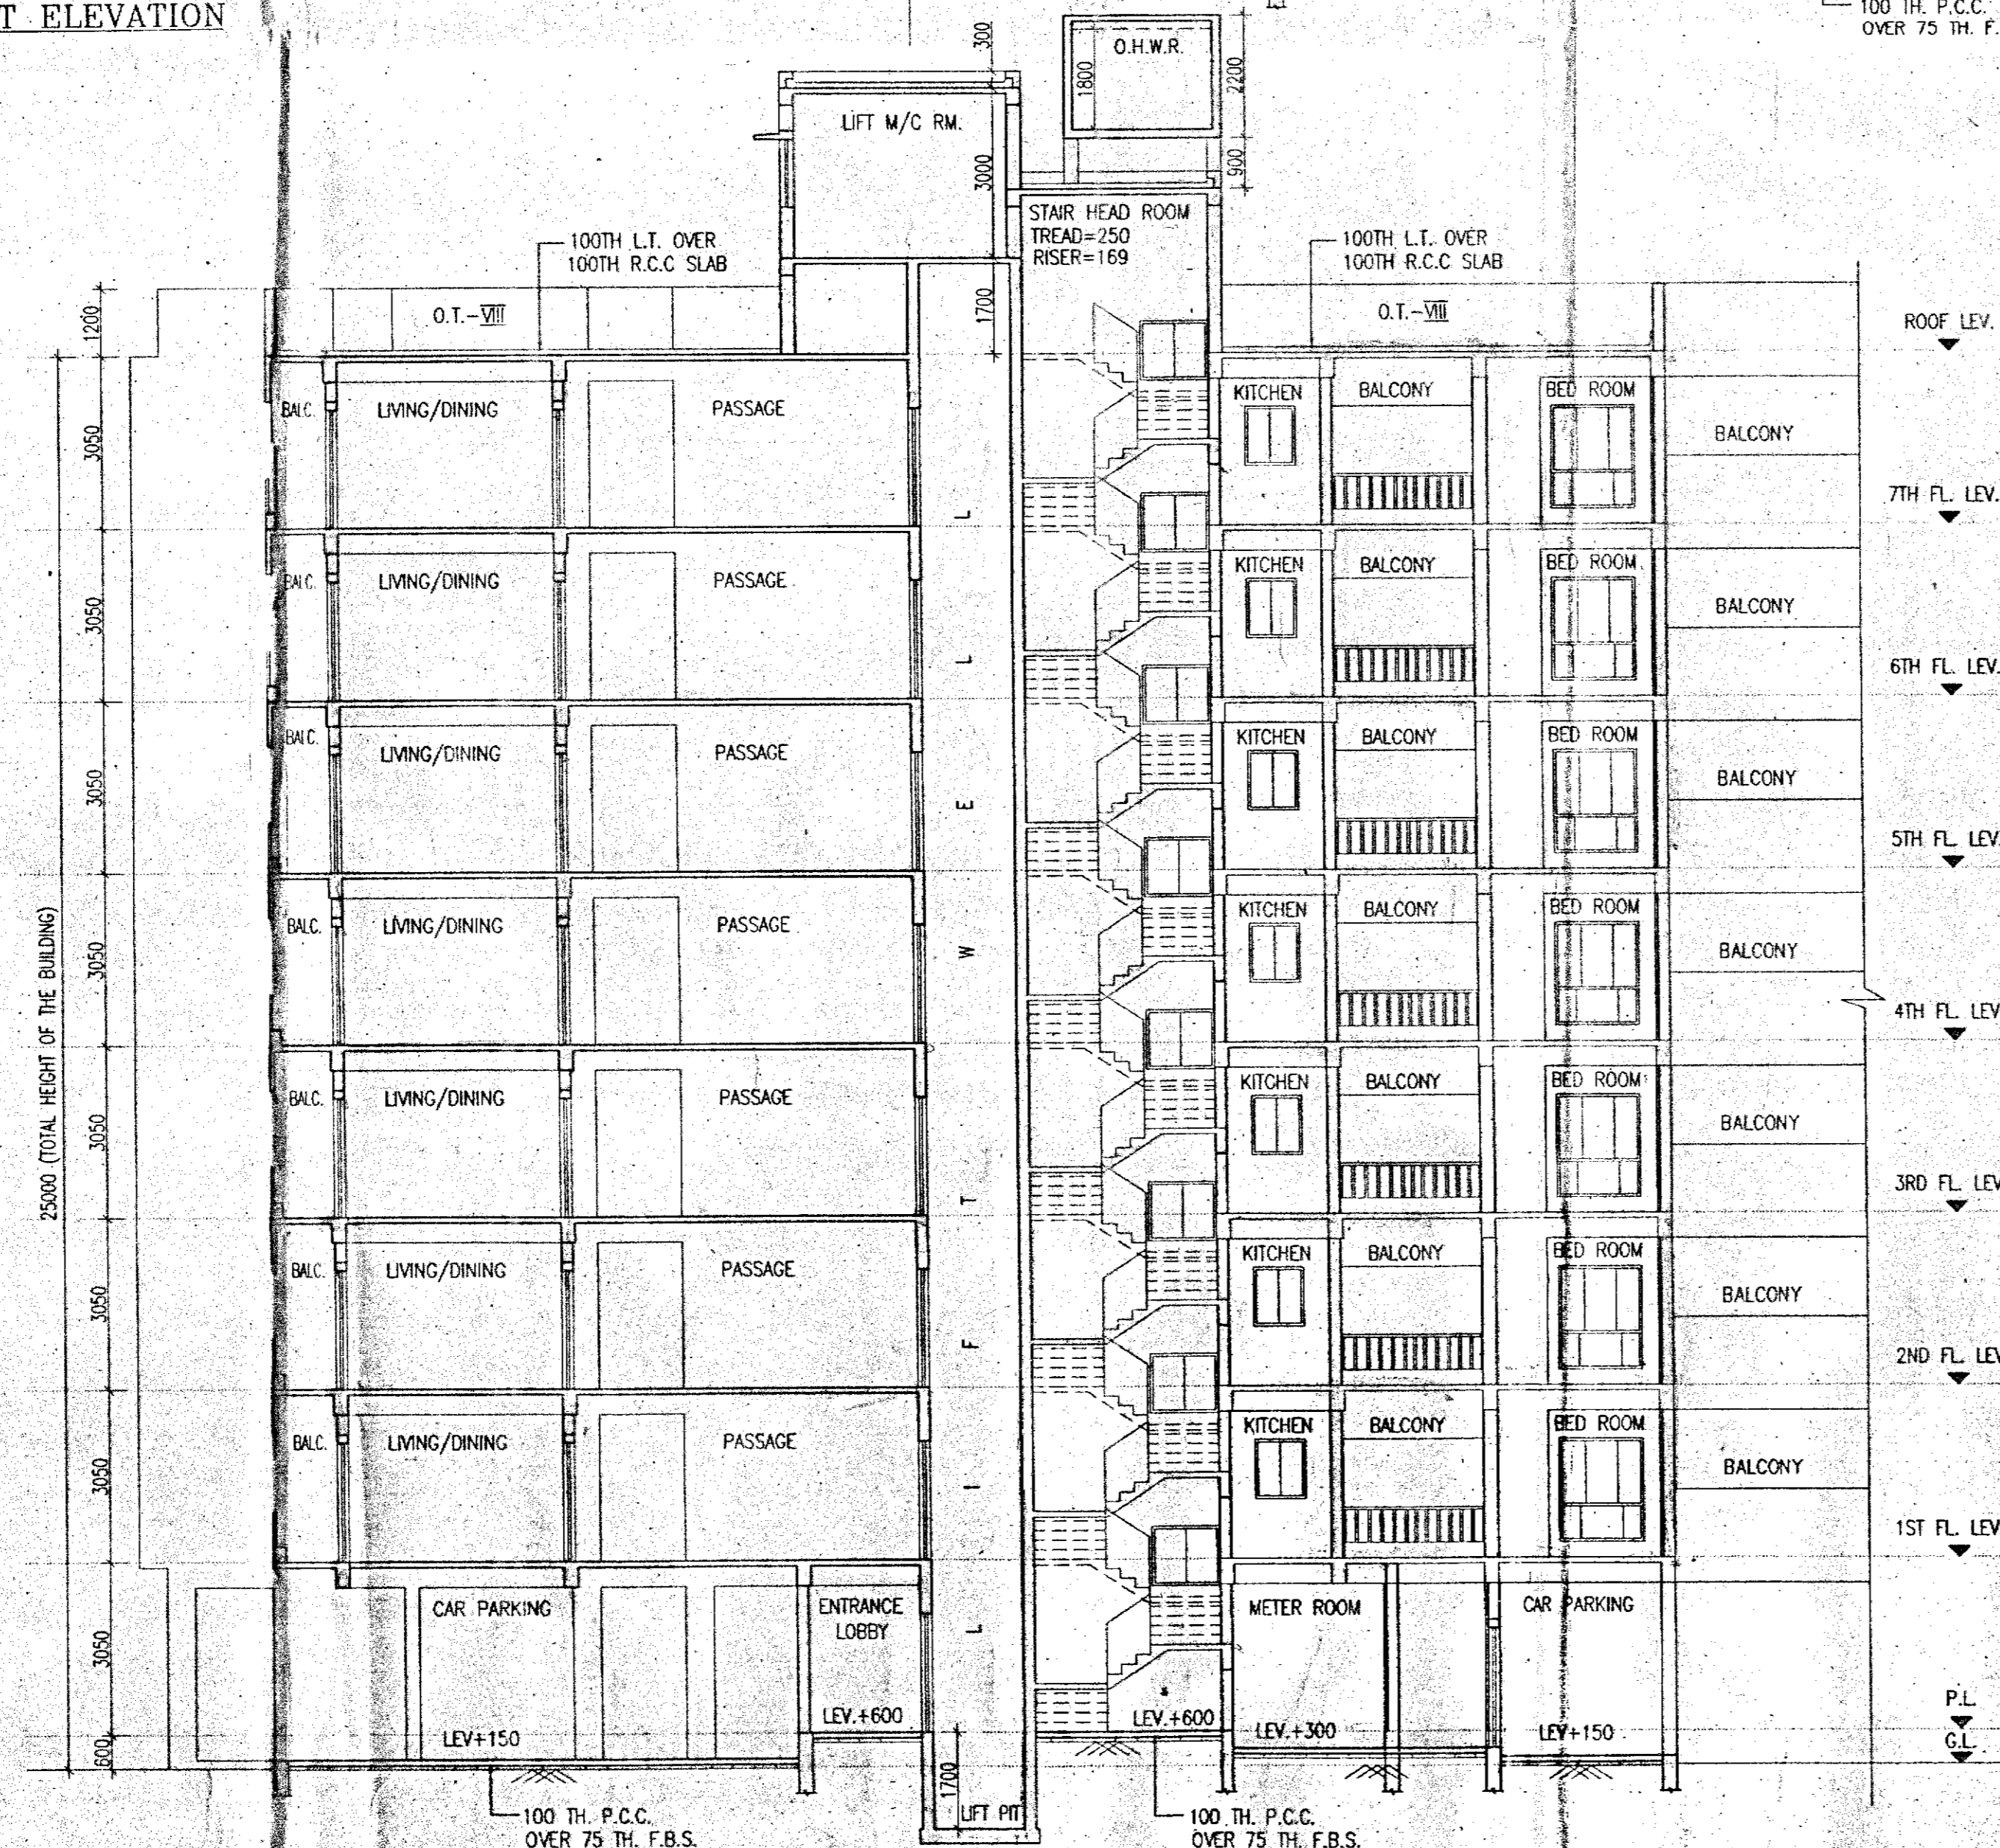 T ELEVATION
100 TH. P.C.C.
OVER 75 TH. F.
O.H.W.R.
300
1800
2200
LIFT M/C RM.
3000
900
STAIR HEAD ROOM
TREAD=250
RISER=169
100TH L.T. OVER
100TH R.C.C SLAB
100TH L.T. OVER
100TH R.C.C SLAB
1200
O.T.-VIII
1700
O.T.-VIII
ROOF LEV.
3050
BALC.
LIVING/DINING
PASSAGE
KITCHEN
BALCONY
BED ROOM
BALCONY
7TH FL. LEV.
3050
BALC.
LIVING/DINING
PASSAGE
KITCHEN
BALCONY
BED ROOM
BALCONY
6TH FL. LEV.
3050
BALC.
LIVING/DINING
PASSAGE
KITCHEN
BALCONY
BED ROOM
BALCONY
5TH FL. LEV.
3050
BALC.
LIVING/DINING
PASSAGE
KITCHEN
BALCONY
BED ROOM
BALCONY
4TH FL. LEV
3050
BALC.
LIVING/DINING
PASSAGE
KITCHEN
BALCONY
BED ROOM
BALCONY
3RD FL. LEV
3050
BALC.
LIVING/DINING
PASSAGE
KITCHEN
BALCONY
BED ROOM
BALCONY
2ND FL. LEV
3050
BALC.
LIVING/DINING
PASSAGE
KITCHEN
BALCONY
BED ROOM
BALCONY
1ST FL. LEV
25000 (TOTAL HEIGHT OF THE BUILDING)
LIFT WELL
3050
CAR PARKING
ENTRANCE
LOBBY
METER ROOM
CAR PARKING
LEV+150
LEV.+600
LEV.+600
LEV.+300
LEV+150
P.L.
G.L.
600
1700
LIFT PIT
100 TH. P.C.C.
OVER 75 TH. F.B.S.
100 TH. P.C.C.
OVER 75 TH. F.B.S.